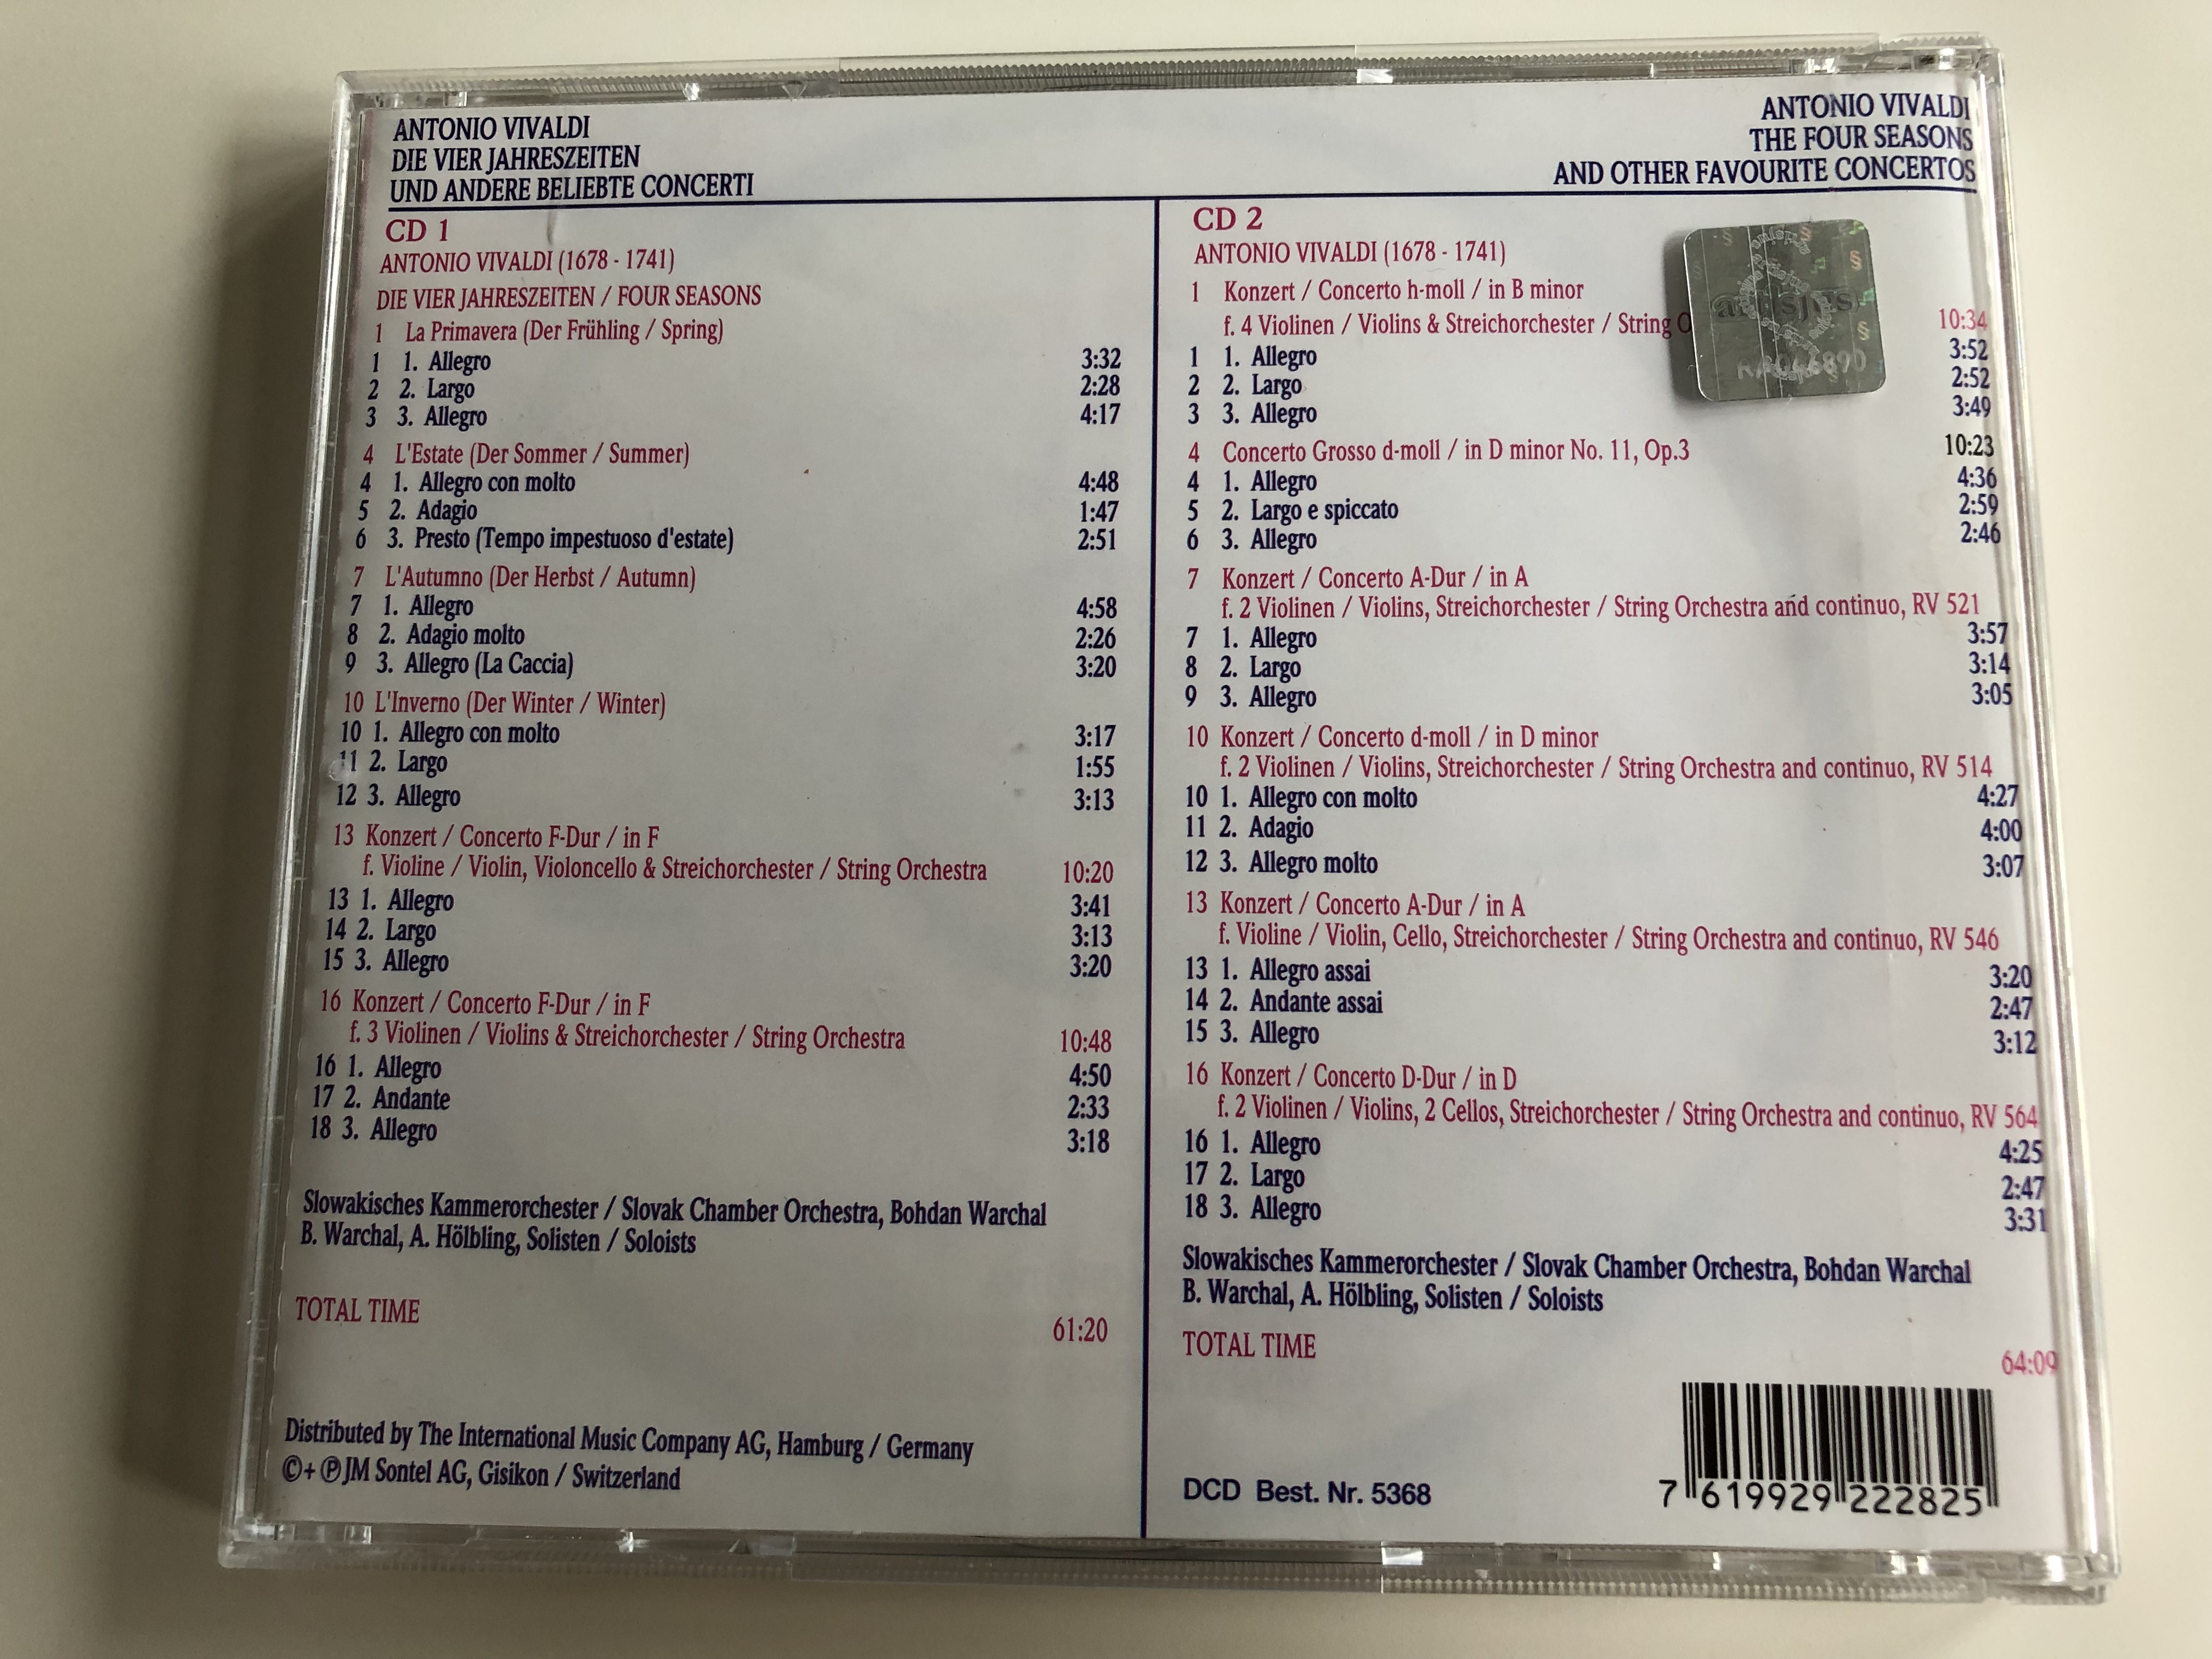 ANTONIO VIVALDI
DIE VIER JAHRESZEITEN
UND ANDERE BELIEBTE CONCERTI
ANTONIO VIVALDI
THE FOUR SEASONS
AND OTHER FAVOURITE CONCERTOS
CD 1
ANTONIO VIVALDI (1678 - 1741)
DIE VIER JAHRESZEITEN / FOUR SEASONS
1 La Primavera (Der Frühling / Spring)
1 1. Allegro 3:32
2 2. Largo 2:28
3 3. Allegro 4:17
4 L'Estate (Der Sommer / Summer)
4 1. Allegro con molto 4:48
5 2. Adagio 1:47
6 3. Presto (Tempo impestuoso d'estate) 2:51
7 L'Autumno (Der Herbst / Autumn)
7 1. Allegro 4:58
8 2. Adagio molto 2:26
9 3. Allegro (La Caccia) 3:20
10 L'Inverno (Der Winter / Winter)
10 1. Allegro con molto 3:17
11 2. Largo 1:55
12 3. Allegro 3:13
13 Konzert / Concerto F-Dur / in F
f. Violine / Violin, Violoncello & Streichorchester / String Orchestra 10:20
13 1. Allegro 3:41
14 2. Largo 3:13
15 3. Allegro 3:20
16 Konzert / Concerto F-Dur / in F
f. 3 Violinen / Violins & Streichorchester / String Orchestra 10:48
16 1. Allegro 4:50
17 2. Andante 2:33
18 3. Allegro 3:18
Slowakisches Kammerorchester / Slovak Chamber Orchestra, Bohdan Warchal
B. Warchal, A. Hölbling, Solisten / Soloists
TOTAL TIME 61:20
Distributed by The International Music Company AG, Hamburg / Germany
©+℗ JM Sontel AG, Gisikon / Switzerland
CD 2
ANTONIO VIVALDI (1678 - 1741)
1 Konzert / Concerto h-moll / in B minor
f. 4 Violinen / Violins & Streichorchester / String 10:34
1 1. Allegro 3:52
2 2. Largo 2:52
3 3. Allegro 3:49
4 Concerto Grosso d-moll / in D minor No. 11, Op.3 10:23
4 1. Allegro 4:36
5 2. Largo e spiccato 2:59
6 3. Allegro 2:46
7 Konzert / Concerto A-Dur / in A
f. 2 Violinen / Violins, Streichorchester / String Orchestra and continuo, RV 521
7 1. Allegro 3:57
8 2. Largo 3:14
9 3. Allegro 3:05
10 Konzert / Concerto d-moll / in D minor
f. 2 Violinen / Violins, Streichorchester / String Orchestra and continuo, RV 514
10 1. Allegro con molto 4:27
11 2. Adagio 4:00
12 3. Allegro molto 3:07
13 Konzert / Concerto A-Dur / in A
f. Violine / Violin, Cello, Streichorchester / String Orchestra and continuo, RV 546
13 1. Allegro assai 3:20
14 2. Andante assai 2:47
15 3. Allegro 3:12
16 Konzert / Concerto D-Dur / in D
f. 2 Violinen / Violins, 2 Cellos, Streichorchester / String Orchestra and continuo, RV 564
16 1. Allegro 4:25
17 2. Largo 2:47
18 3. Allegro 3:31
Slowakisches Kammerorchester / Slovak Chamber Orchestra, Bohdan Warchal
B. Warchal, A. Hölbling, Solisten / Soloists
TOTAL TIME 64:09
DCD Best. Nr. 5368
7 619929 222825